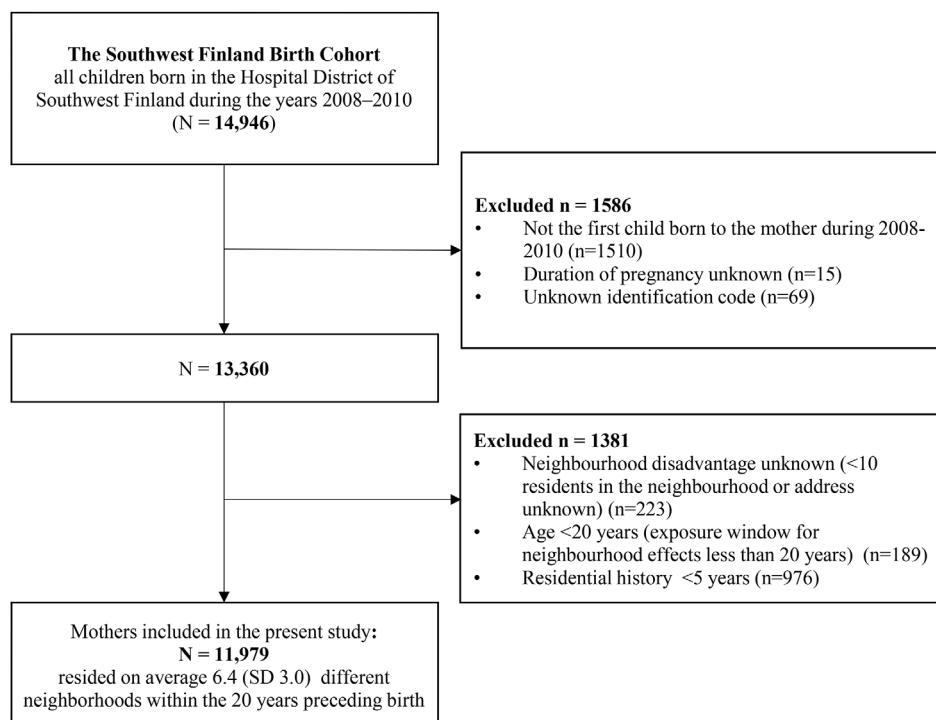 The Southwest Finland Birth Cohort
all children born in the Hospital District of
Southwest Finland during the years 2008–2010
(N = 14,946)
Excluded n = 1586
• Not the first child born to the mother during 2008-
2010 (n=1510)
• Duration of pregnancy unknown (n=15)
• Unknown identification code (n=69)
N = 13,360
Excluded n = 1381
• Neighbourhood disadvantage unknown (<10
residents in the neighbourhood or address
unknown) (n=223)
• Age <20 years (exposure window for
neighbourhood effects less than 20 years) (n=189)
• Residential history <5 years (n=976)
Mothers included in the present study:
N = 11,979
resided on average 6.4 (SD 3.0) different
neighborhoods within the 20 years preceding birth